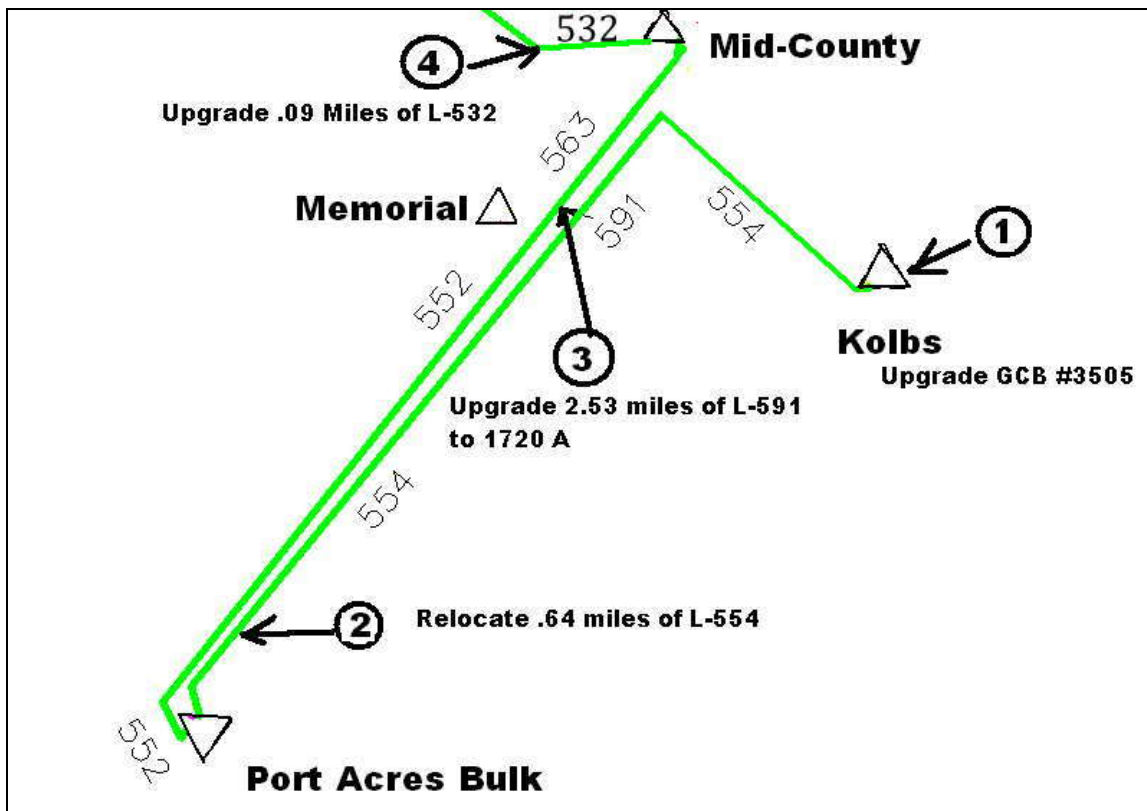 532
Mid-County
4
Upgrade .09 Miles of L-532
563
Memorial
591
554
1
552
Kolbs
3
Upgrade GCB #3505
Upgrade 2.53 miles of L-591
to 1720 A
554
2
Relocate .64 miles of L-554
552
Port Acres Bulk